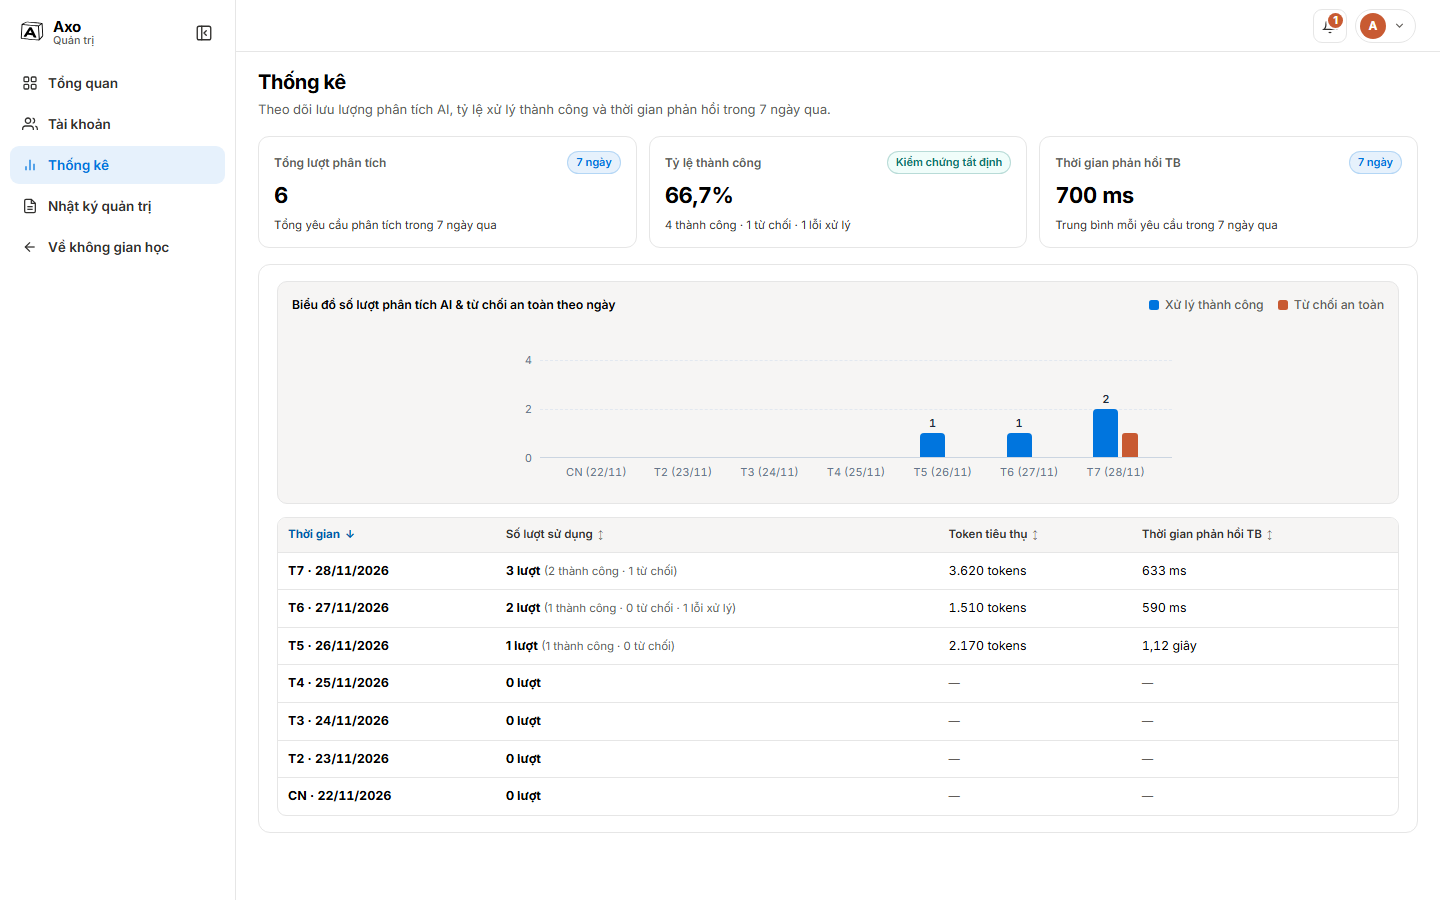 Axo
Quản trị
Tổng quan
Tài khoản
Thống kê
Nhật ký quản trị
Về không gian học
1
A
Thống kê
Theo dõi lưu lượng phân tích AI, tỷ lệ xử lý thành công và thời gian phản hồi trong 7 ngày qua.
Tổng lượt phân tích
7 ngày
6
Tổng yêu cầu phân tích trong 7 ngày qua
Tỷ lệ thành công
Kiểm chứng tất định
66,7%
4 thành công · 1 từ chối · 1 lỗi xử lý
Thời gian phản hồi TB
7 ngày
700 ms
Trung bình mỗi yêu cầu trong 7 ngày qua
Biểu đồ số lượt phân tích AI & từ chối an toàn theo ngày
Xử lý thành công
Từ chối an toàn
4
2
0
1
1
2
CN (22/11)
T2 (23/11)
T3 (24/11)
T4 (25/11)
T5 (26/11)
T6 (27/11)
T7 (28/11)
Thời gian ↓ Số lượt sử dụng ↕ Token tiêu thụ ↕ Thời gian phản hồi TB ↕
T7 · 28/11/2026 3 lượt (2 thành công · 1 từ chối) 3.620 tokens 633 ms
T6 · 27/11/2026 2 lượt (1 thành công · 0 từ chối · 1 lỗi xử lý) 1.510 tokens 590 ms
T5 · 26/11/2026 1 lượt (1 thành công · 0 từ chối) 2.170 tokens 1,12 giây
T4 · 25/11/2026 0 lượt — —
T3 · 24/11/2026 0 lượt — —
T2 · 23/11/2026 0 lượt — —
CN · 22/11/2026 0 lượt — —